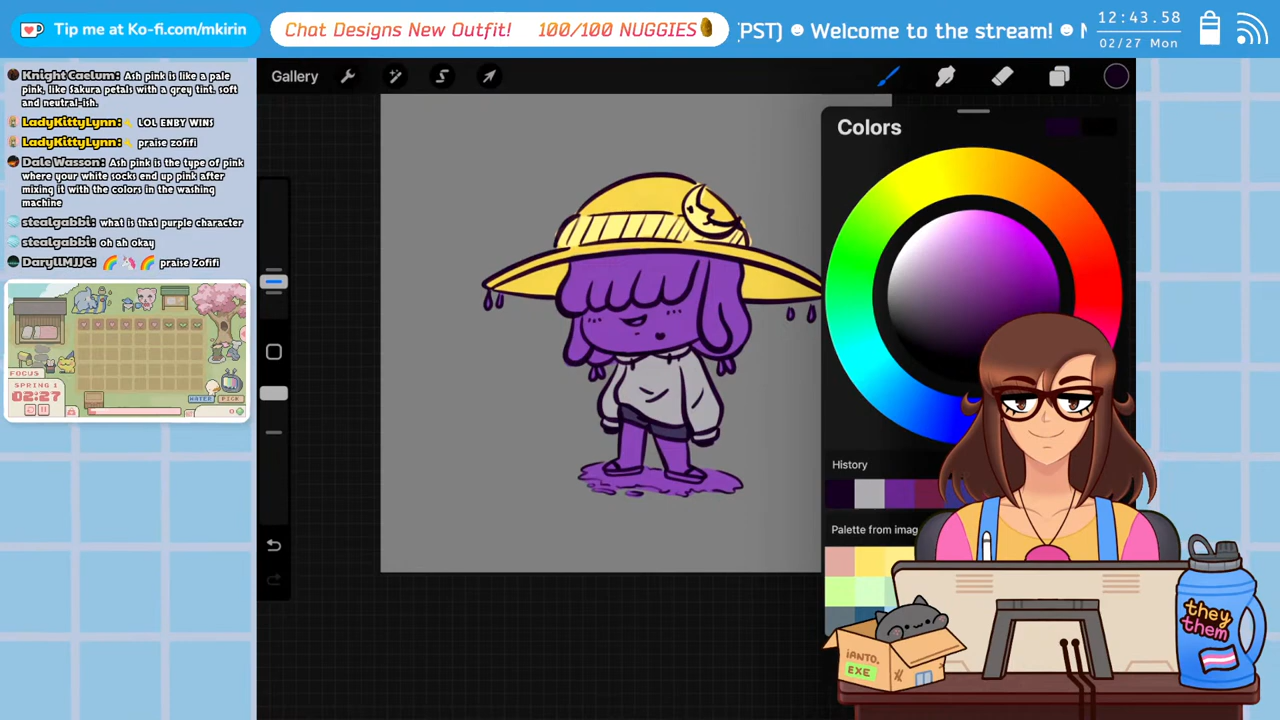 Tip me at Ko-fi.com/mkirin
Chat Designs New Outfit! 100/100 NUGGIES
(PST) ☻ Welcome to the stream! ☻
12:43.58
02/27 Mon
Knight Caelum: Ash pink is like a pale
pink, like Sakura petals with a grey tint. soft
and neutral-ish.
LadyKittyLynn: LOL ENBY WINS
LadyKittyLynn: praise zofifi
Dale Wasson: Ash pink is the type of pink
where your white socks end up pink after
mixing it with the colors in the washing
machine
stealgabbi: what is that purple character
stealgabbi: oh ah okay
DaryllMJJC: 🌈 🦄 🌈 praise Zofifi
FOCUS
SPRING 1
02:27
WATER
PICK
0
Gallery
Colors
History
Palette from imag
they
them
iANTO.
EXE